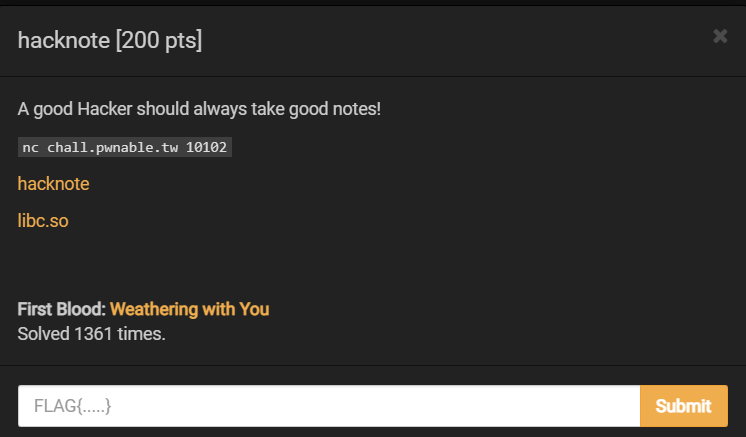 hacknote [200 pts]
×
A good Hacker should always take good notes!
nc chall.pwnable.tw 10102
hacknote
libc.so
First Blood: Weathering with You
Solved 1361 times.
FLAG{.....}
Submit